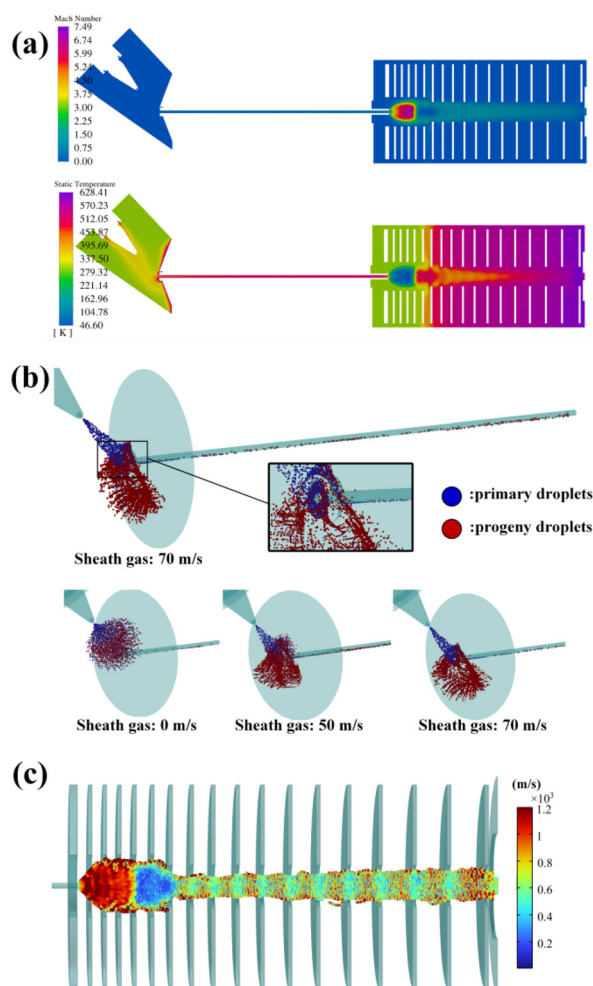 (a)
Mach Number
7.49
6.74
5.99
5.24
4.50
3.75
3.00
2.25
1.50
0.75
0.00
Static Temperature
628.41
570.23
512.05
453.87
395.69
337.50
279.32
221.14
162.96
104.78
46.60
[ K ]
(b)
:primary droplets
:progeny droplets
Sheath gas: 70 m/s
Sheath gas: 0 m/s
Sheath gas: 50 m/s
Sheath gas: 70 m/s
(c)
(m/s)
×10³
1.2
1.0
0.8
0.6
0.4
0.2